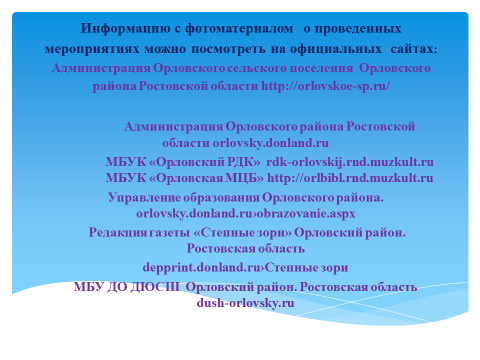 Информацию с фотоматериалом о проведенных
мероприятиях можно посмотреть на официальных сайтах:
Администрация Орловского сельского поселения Орловского
района Ростовской области http://orlovskoe-sp.ru/
Администрация Орловского района Ростовской
области orlovsky.donland.ru
МБУК «Орловский РДК» rdk-orlovskij.rnd.muzkult.ru
МБУК «Орловская МЦБ» http://orlbibl.rnd.muzkult.ru
Управление образования Орловского района.
orlovsky.donland.ru›obrazovanie.aspx
Редакция газеты «Степные зори» Орловский район.
Ростовская область
depprint.donland.ru›Степные зори
МБУ ДО ДЮСШ Орловский район. Ростовская область
dush-orlovsky.ru